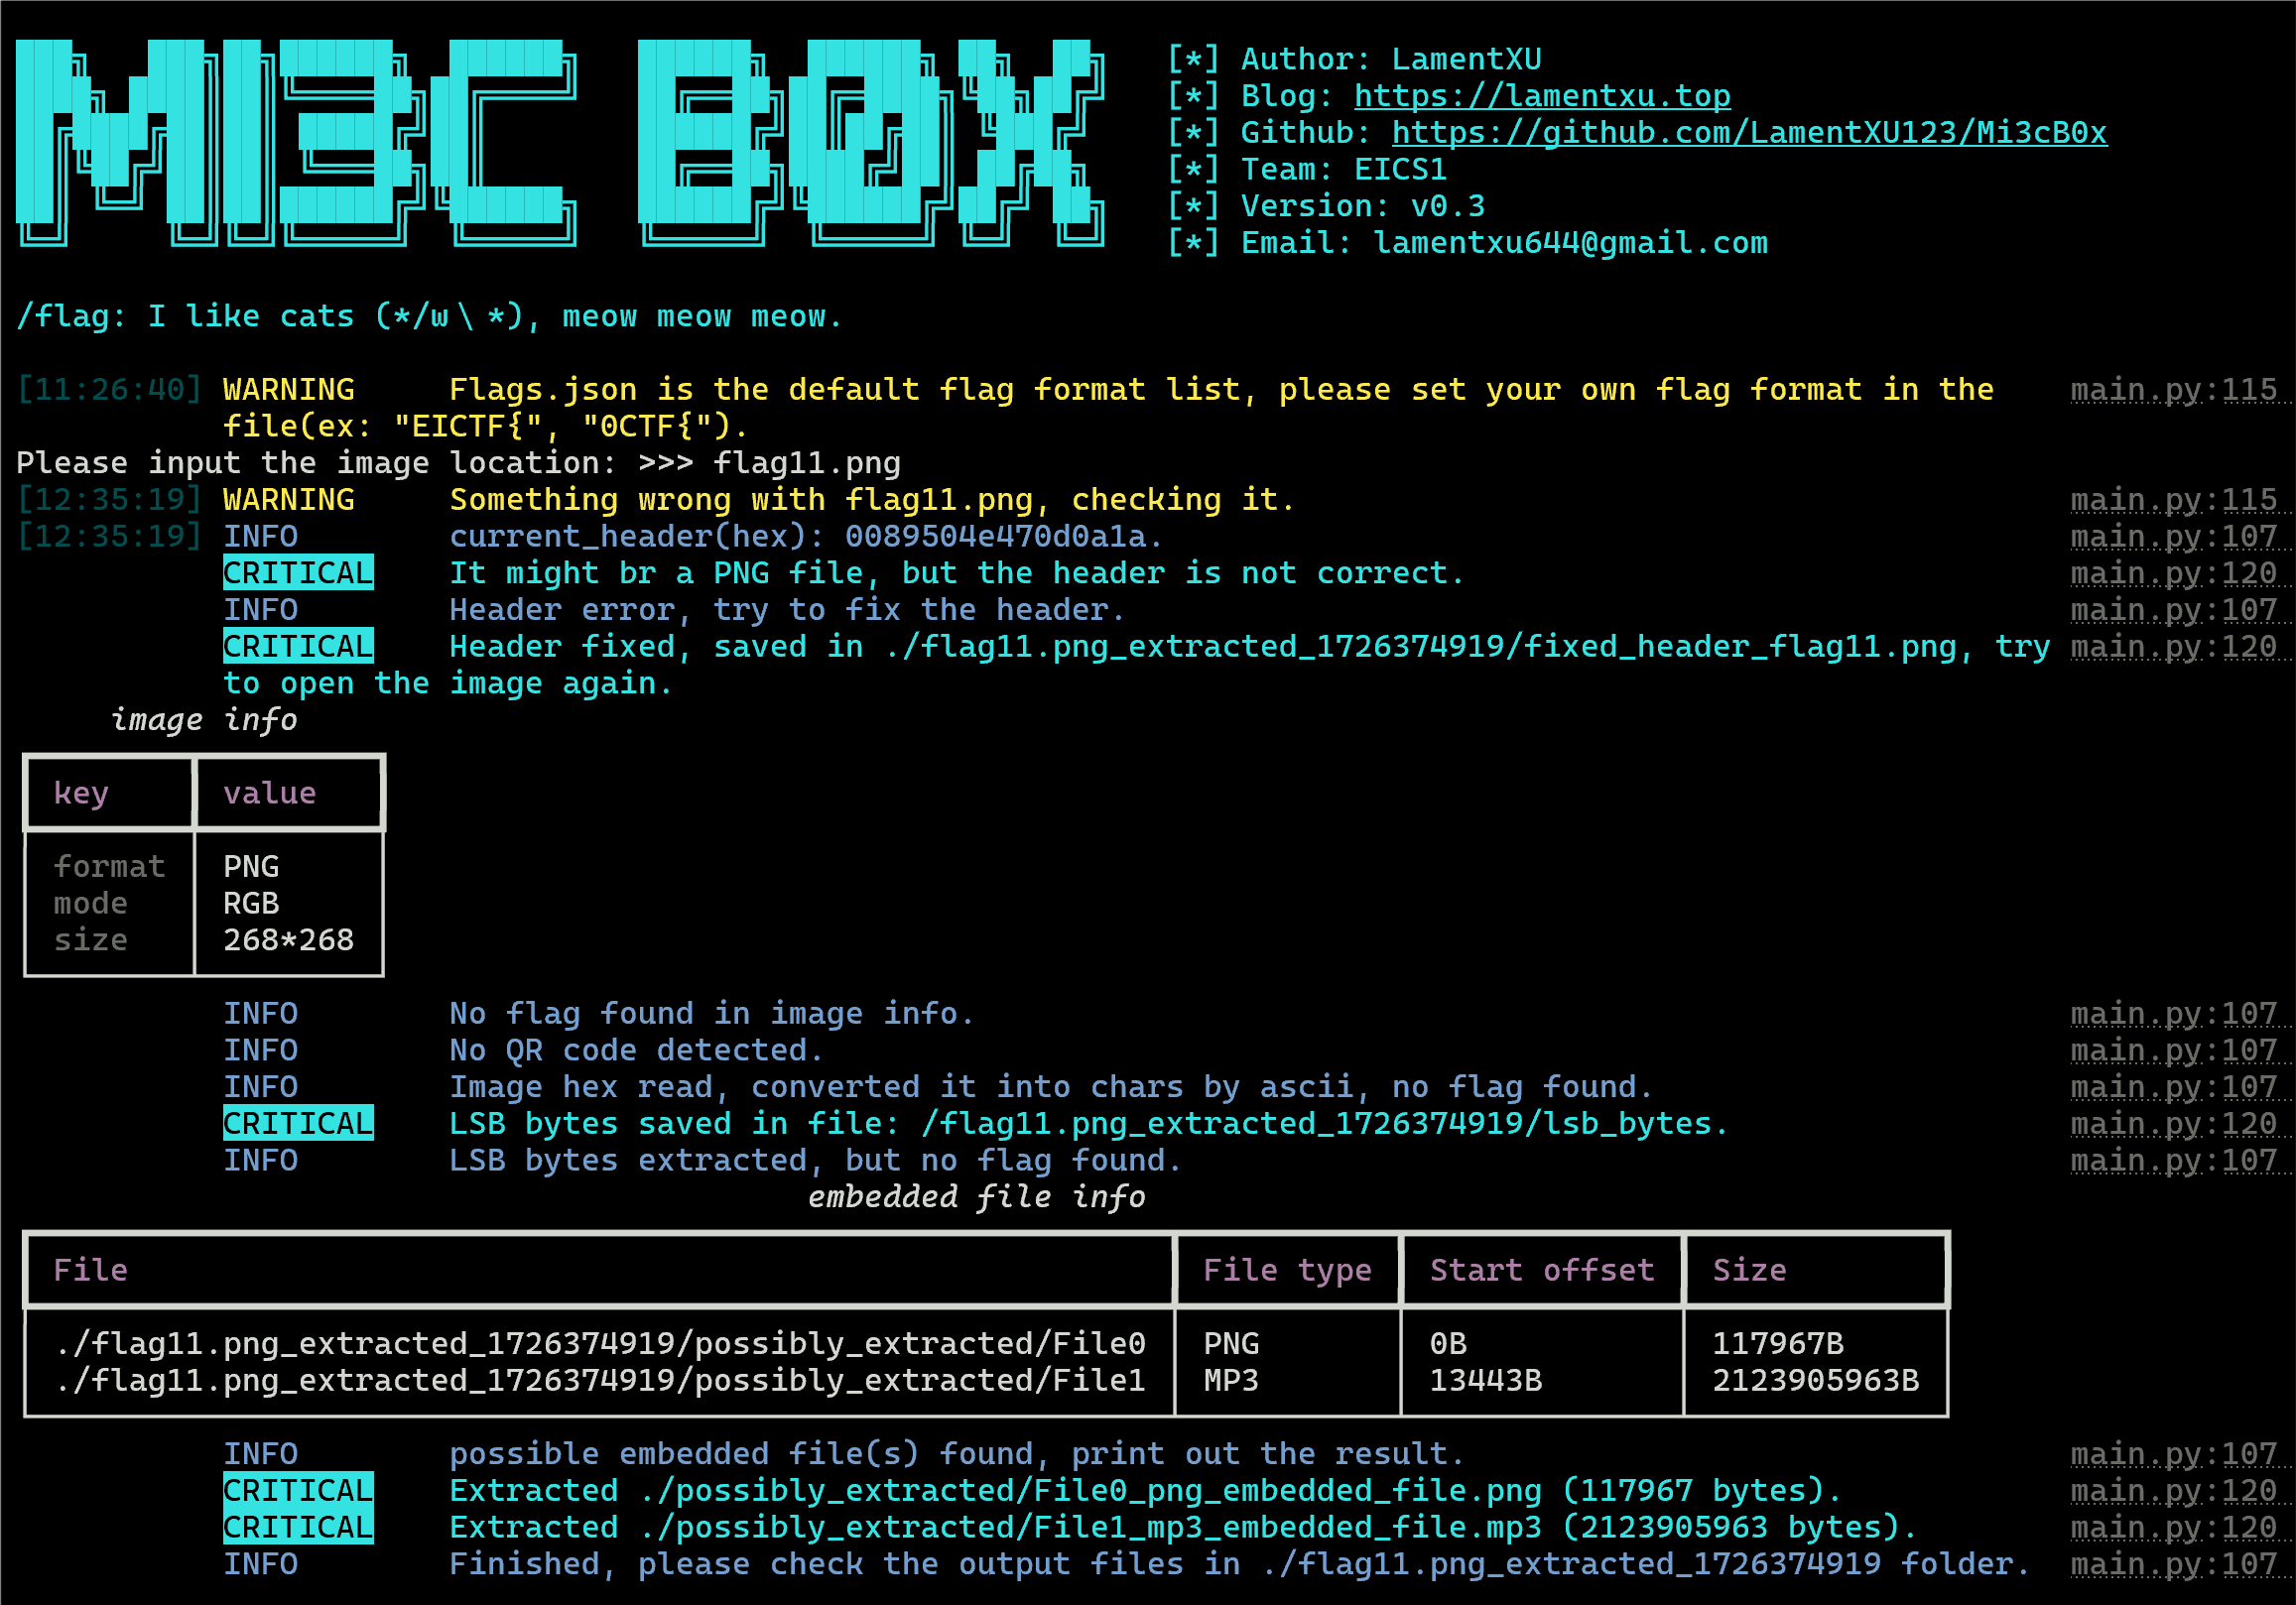 MI3C B0X
[*] Author: LamentXU
[*] Blog: https://lamentxu.top
[*] Github: https://github.com/LamentXU123/Mi3cB0x
[*] Team: EICS1
[*] Version: v0.3
[*] Email: lamentxu644@gmail.com
/flag: I like cats (*/ω\*), meow meow meow.
[11:26:40] WARNING Flags.json is the default flag format list, please set your own flag format in the main.py:115
file(ex: "EICTF{", "0CTF{").
Please input the image location: >>> flag11.png
[12:35:19] WARNING Something wrong with flag11.png, checking it. main.py:115
[12:35:19] INFO current_header(hex): 0089504e470d0a1a. main.py:107
CRITICAL It might br a PNG file, but the header is not correct. main.py:120
INFO Header error, try to fix the header. main.py:107
CRITICAL Header fixed, saved in ./flag11.png_extracted_1726374919/fixed_header_flag11.png, try main.py:120
to open the image again.
image info
key value
format PNG
mode RGB
size 268*268
INFO No flag found in image info. main.py:107
INFO No QR code detected. main.py:107
INFO Image hex read, converted it into chars by ascii, no flag found. main.py:107
CRITICAL LSB bytes saved in file: /flag11.png_extracted_1726374919/lsb_bytes. main.py:120
INFO LSB bytes extracted, but no flag found. main.py:107
embedded file info
File File type Start offset Size
./flag11.png_extracted_1726374919/possibly_extracted/File0 PNG 0B 117967B
./flag11.png_extracted_1726374919/possibly_extracted/File1 MP3 13443B 2123905963B
INFO possible embedded file(s) found, print out the result. main.py:107
CRITICAL Extracted ./possibly_extracted/File0_png_embedded_file.png (117967 bytes). main.py:120
CRITICAL Extracted ./possibly_extracted/File1_mp3_embedded_file.mp3 (2123905963 bytes). main.py:120
INFO Finished, please check the output files in ./flag11.png_extracted_1726374919 folder. main.py:107